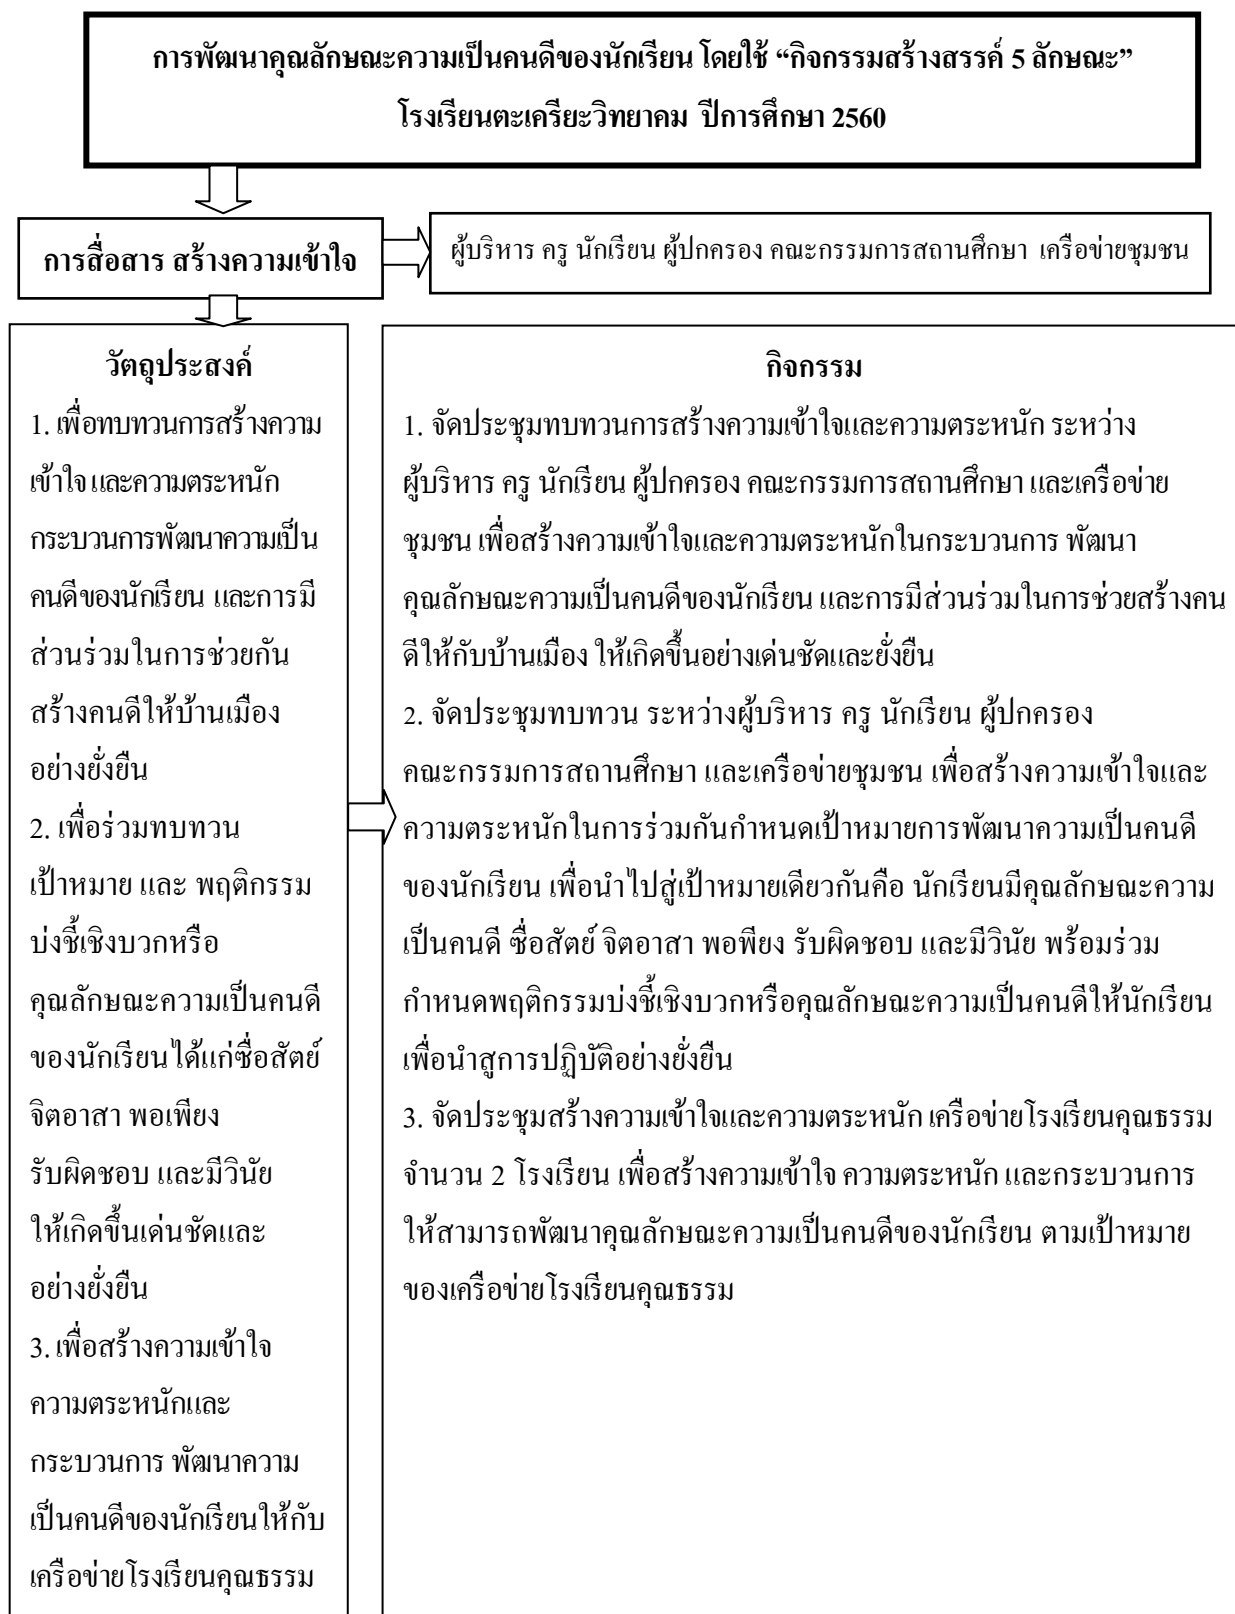 การพัฒนาคุณลักษณะความเป็นคนดีของนักเรียน โดยใช้ “กิจกรรมสร้างสรรค์ 5 ลักษณะ”
โรงเรียนตะเครียะวิทยาคม ปีการศึกษา 2560
การสื่อสาร สร้างความเข้าใจ
ผู้บริหาร ครู นักเรียน ผู้ปกครอง คณะกรรมการสถานศึกษา เครือข่ายชุมชน
วัตถุประสงค์
1. เพื่อทบทวนการสร้างความ
เข้าใจ และความตระหนัก
กระบวนการพัฒนาความเป็น
คนดีของนักเรียน และการมี
ส่วนร่วมในการช่วยกัน
สร้างคนดีให้บ้านเมือง
อย่างยั่งยืน
2. เพื่อร่วมทบทวน
เป้าหมาย และ พฤติกรรม
บ่งชี้เชิงบวกหรือ
คุณลักษณะความเป็นคนดี
ของนักเรียนได้แก่ซื่อสัตย์
จิตอาสา พอเพียง
รับผิดชอบ และมีวินัย
ให้เกิดขึ้นเด่นชัดและ
อย่างยั่งยืน
3. เพื่อสร้างความเข้าใจ
ความตระหนักและ
กระบวนการ พัฒนาความ
เป็นคนดีของนักเรียนให้กับ
เครือข่ายโรงเรียนคุณธรรม
กิจกรรม
1. จัดประชุมทบทวนการสร้างความเข้าใจและความตระหนัก ระหว่าง
ผู้บริหาร ครู นักเรียน ผู้ปกครอง คณะกรรมการสถานศึกษา และเครือข่าย
ชุมชน เพื่อสร้างความเข้าใจและความตระหนักในกระบวนการ พัฒนา
คุณลักษณะความเป็นคนดีของนักเรียน และการมีส่วนร่วมในการช่วยสร้างคน
ดีให้กับบ้านเมือง ให้เกิดขึ้นอย่างเด่นชัดและยั่งยืน
2. จัดประชุมทบทวน ระหว่างผู้บริหาร ครู นักเรียน ผู้ปกครอง
คณะกรรมการสถานศึกษา และเครือข่ายชุมชน เพื่อสร้างความเข้าใจและ
ความตระหนักในการร่วมกันกำหนดเป้าหมายการพัฒนาความเป็นคนดี
ของนักเรียน เพื่อนำไปสู่เป้าหมายเดียวกันคือ นักเรียนมีคุณลักษณะความ
เป็นคนดี ซื่อสัตย์ จิตอาสา พอพียง รับผิดชอบ และมีวินัย พร้อมร่วม
กำหนดพฤติกรรมบ่งชี้เชิงบวกหรือคุณลักษณะความเป็นคนดีให้นักเรียน
เพื่อนำสูการปฏิบัติอย่างยั่งยืน
3. จัดประชุมสร้างความเข้าใจและความตระหนัก เครือข่ายโรงเรียนคุณธรรม
จำนวน 2 โรงเรียน เพื่อสร้างความเข้าใจ ความตระหนัก และกระบวนการ
ให้สามารถพัฒนาคุณลักษณะความเป็นคนดีของนักเรียน ตามเป้าหมาย
ของเครือข่ายโรงเรียนคุณธรรม